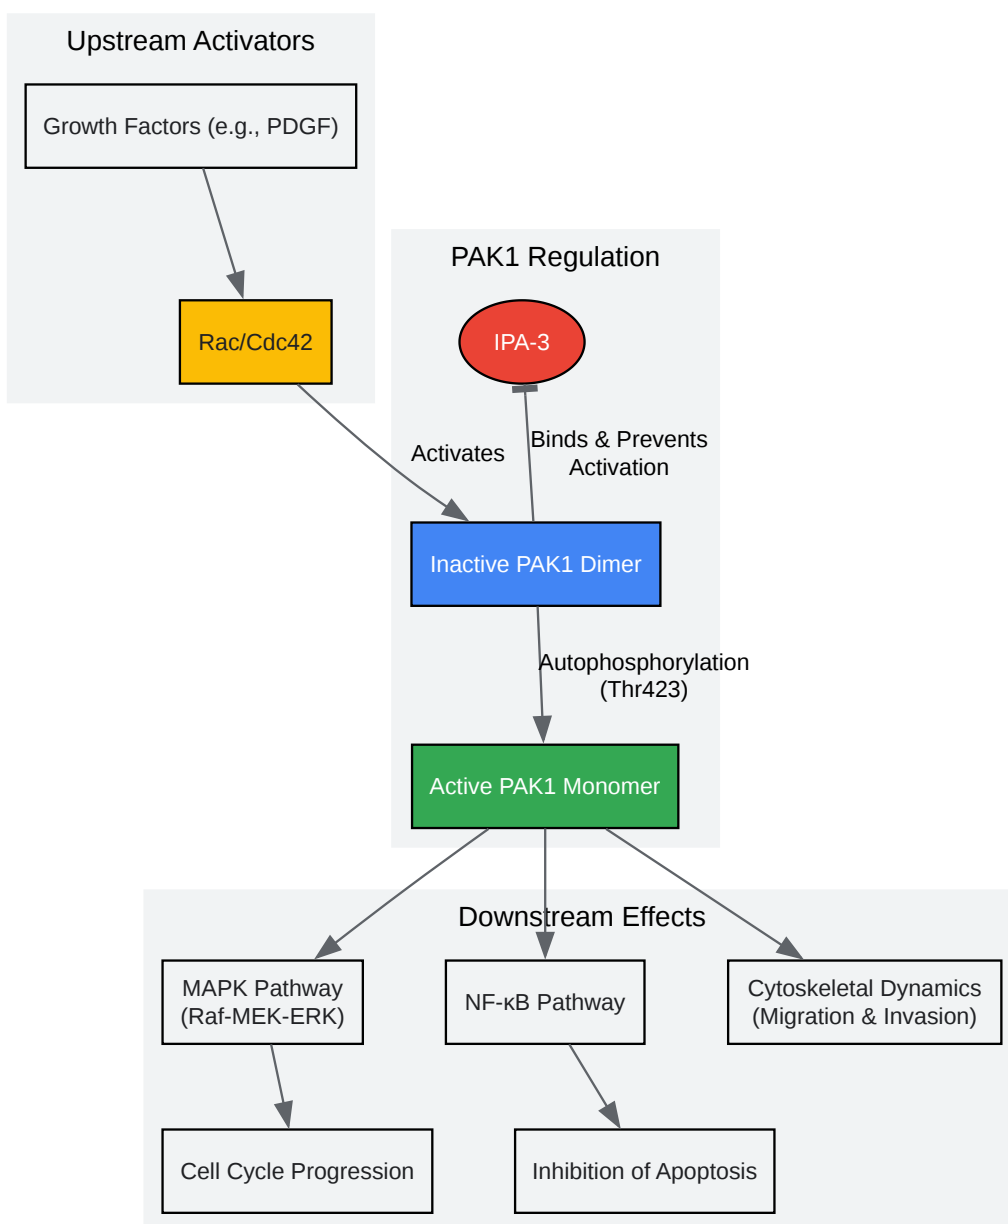 Upstream Activators
Growth Factors (e.g., PDGF)
PAK1 Regulation
Rac/Cdc42
IPA-3
Activates
Binds & Prevents
Activation
Inactive PAK1 Dimer
Autophosphorylation
(Thr423)
Active PAK1 Monomer
Downstream Effects
MAPK Pathway
(Raf-MEK-ERK)
NF-κB Pathway
Cytoskeletal Dynamics
(Migration & Invasion)
Cell Cycle Progression
Inhibition of Apoptosis